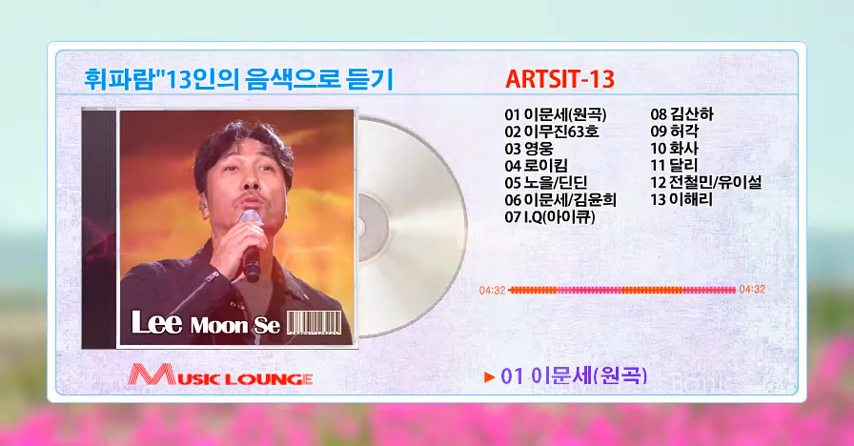 휘파람"13인의 음색으로 듣기
ARTSIT-13
01 이문세(원곡)
02 이무진63호
03 영웅
04 로이킴
05 노을/딘딘
06 이문세/김윤희
07 I.Q(아이큐)
08 김산하
09 허각
10 화사
11 달리
12 전철민/유이설
13 이해리
04:32
04:32
Lee Moon Se
MUSIC LOUNGE
▶ 01 이문세(원곡)